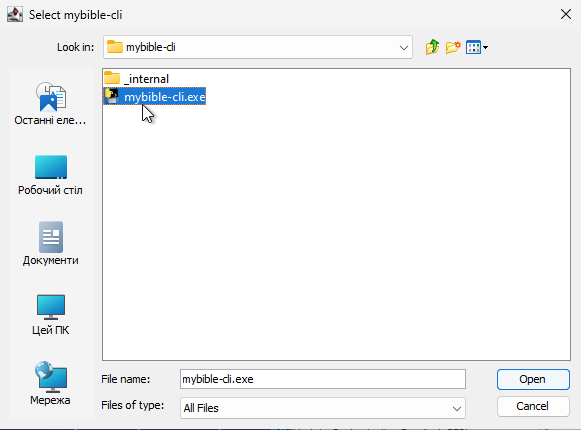 Select mybible-cli
Look in:
mybible-cli
_internal
mybible-cli.exe
Останні еле...
Робочий стіл
Документи
Цей ПК
Мережа
File name:
mybible-cli.exe
Open
Files of type:
All Files
Cancel